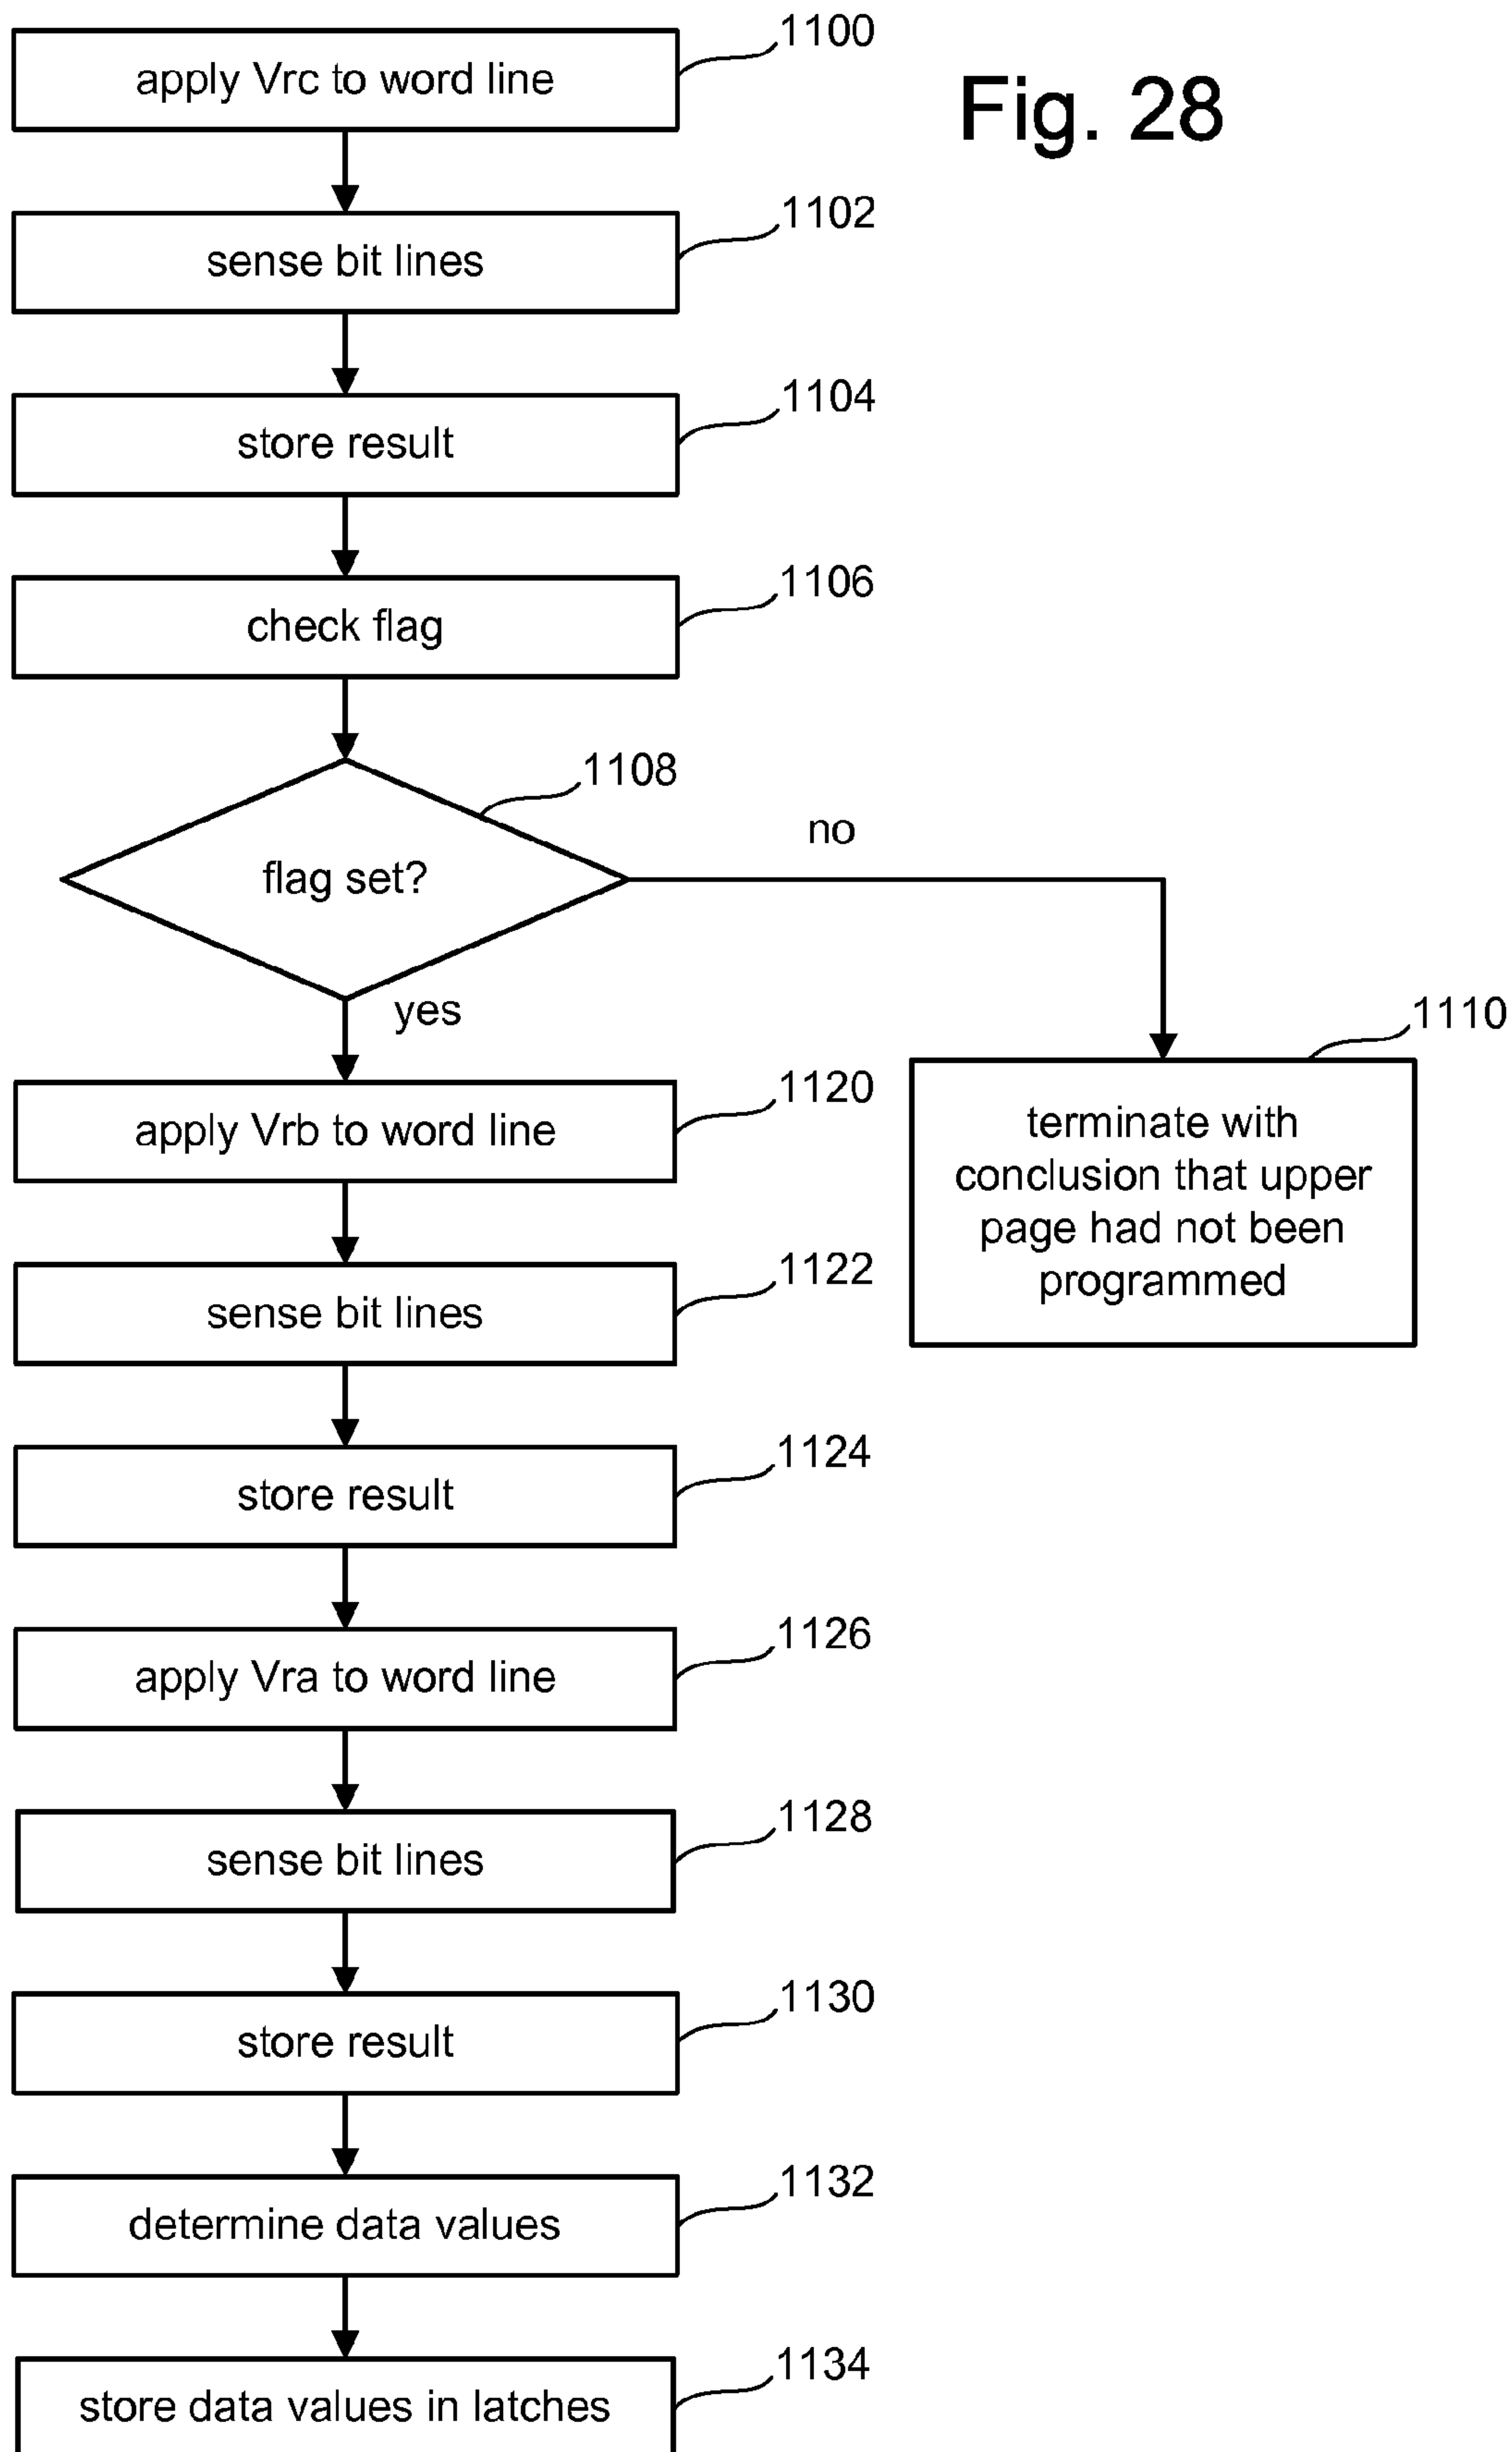 1100
apply Vrc to word line
Fig. 28
1102
sense bit lines
1104
store result
1106
check flag
1108
flag set?
no
yes
1110
terminate with
conclusion that upper
page had not been
programmed
1120
apply Vrb to word line
1122
sense bit lines
1124
store result
1126
apply Vra to word line
1128
sense bit lines
1130
store result
1132
determine data values
1134
store data values in latches